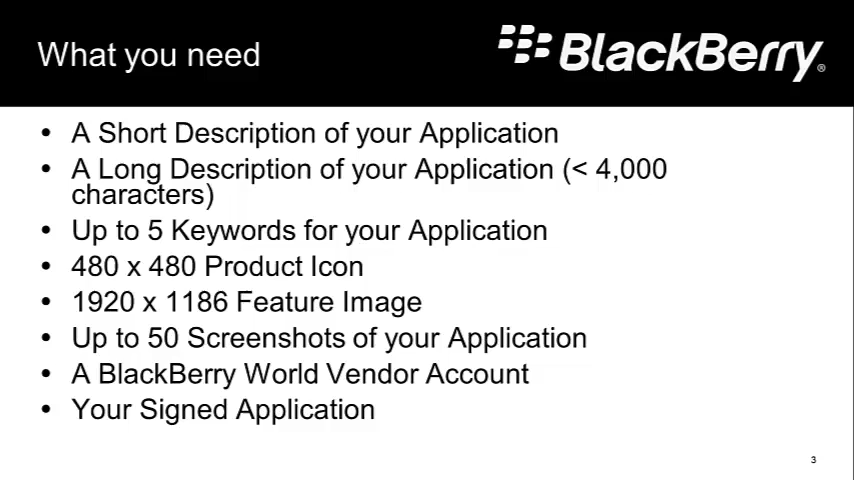 What you need
BlackBerry®
• A Short Description of your Application
• A Long Description of your Application (< 4,000
characters)
• Up to 5 Keywords for your Application
• 480 x 480 Product Icon
• 1920 x 1186 Feature Image
• Up to 50 Screenshots of your Application
• A BlackBerry World Vendor Account
• Your Signed Application
3